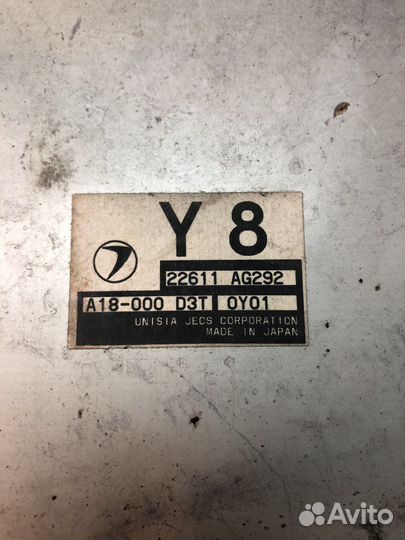 Y 8
22611 AG292
A18-000 D3T 0Y01
UNISIA JECS CORPORATION
MADE IN JAPAN
Avito